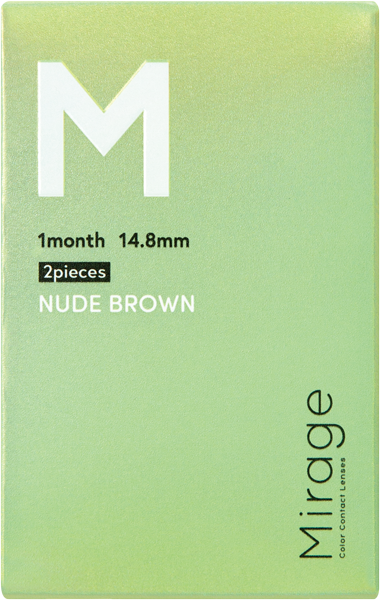 M
1month 14.8mm
2pieces
NUDE BROWN
Mirage
Color Contact Lenses